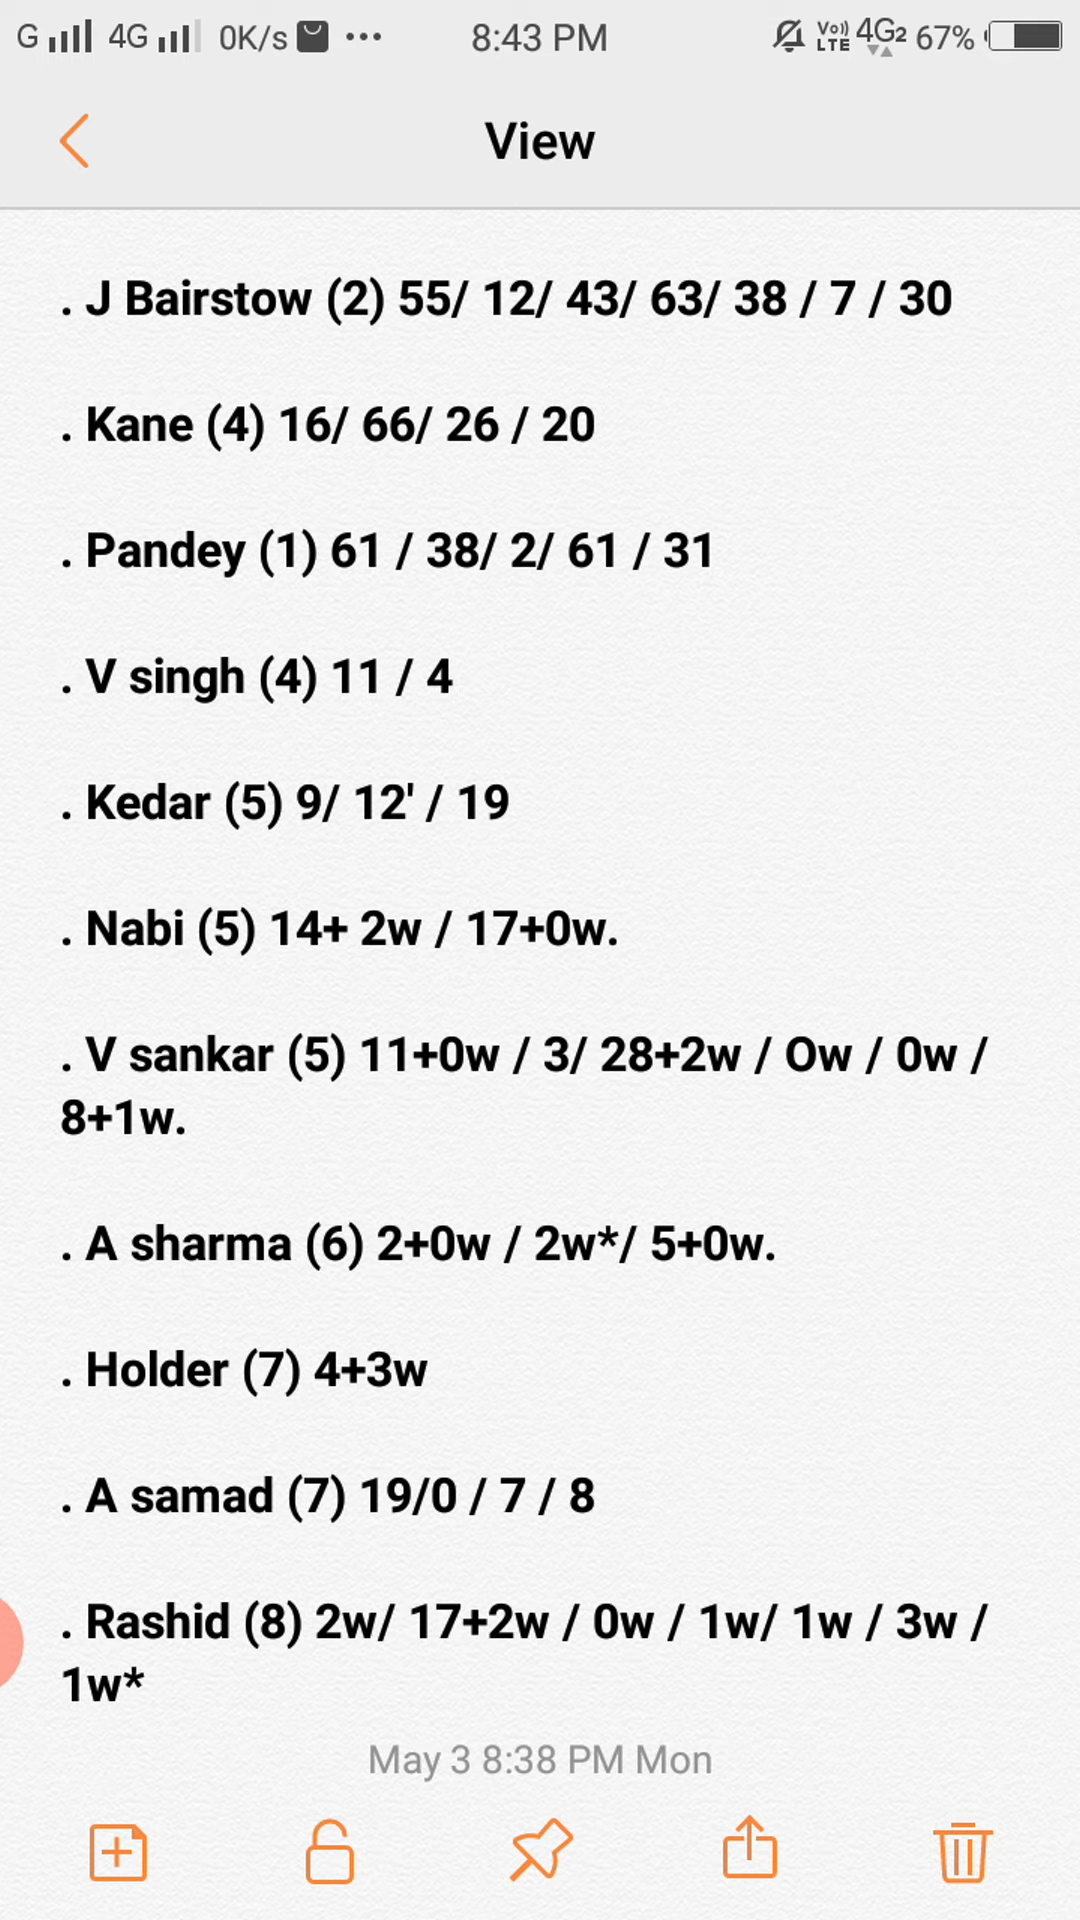 G 4G 0K/s ... 8:43 PM Vo)) LTE 4G2 67%
View
. J Bairstow (2) 55/ 12/ 43/ 63/ 38 / 7 / 30
. Kane (4) 16/ 66/ 26 / 20
. Pandey (1) 61 / 38/ 2/ 61 / 31
. V singh (4) 11 / 4
. Kedar (5) 9/ 12' / 19
. Nabi (5) 14+ 2w / 17+0w.
. V sankar (5) 11+0w / 3/ 28+2w / Ow / 0w /
8+1w.
. A sharma (6) 2+0w / 2w*/ 5+0w.
. Holder (7) 4+3w
. A samad (7) 19/0 / 7 / 8
. Rashid (8) 2w/ 17+2w / 0w / 1w/ 1w / 3w /
1w*
May 3 8:38 PM Mon